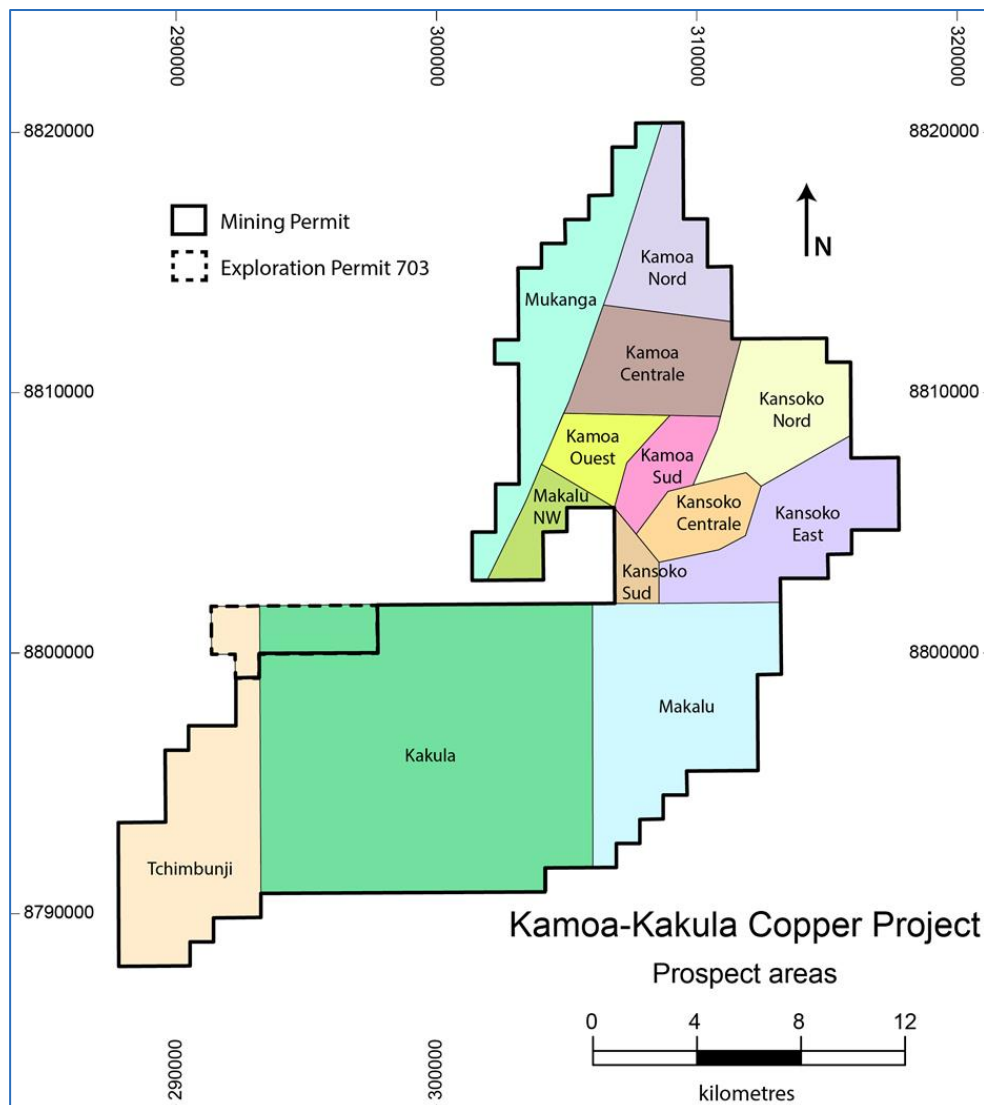 290000
300000
310000
320000
8820000
8820000
Mining Permit
Exploration Permit 703
N
Kamoa
Nord
Mukanga
Kamoa
Centrale
8810000
8810000
Kansoko
Nord
Kamoa
Ouest
Kamoa
Sud
Makalu
NW
Kansoko
Centrale
Kansoko
East
Kansoko
Sud
8800000
8800000
Makalu
Kakula
Tchimbunji
8790000
Kamoa-Kakula Copper Project
Prospect areas
0 4 8 12
kilometres
290000
300000